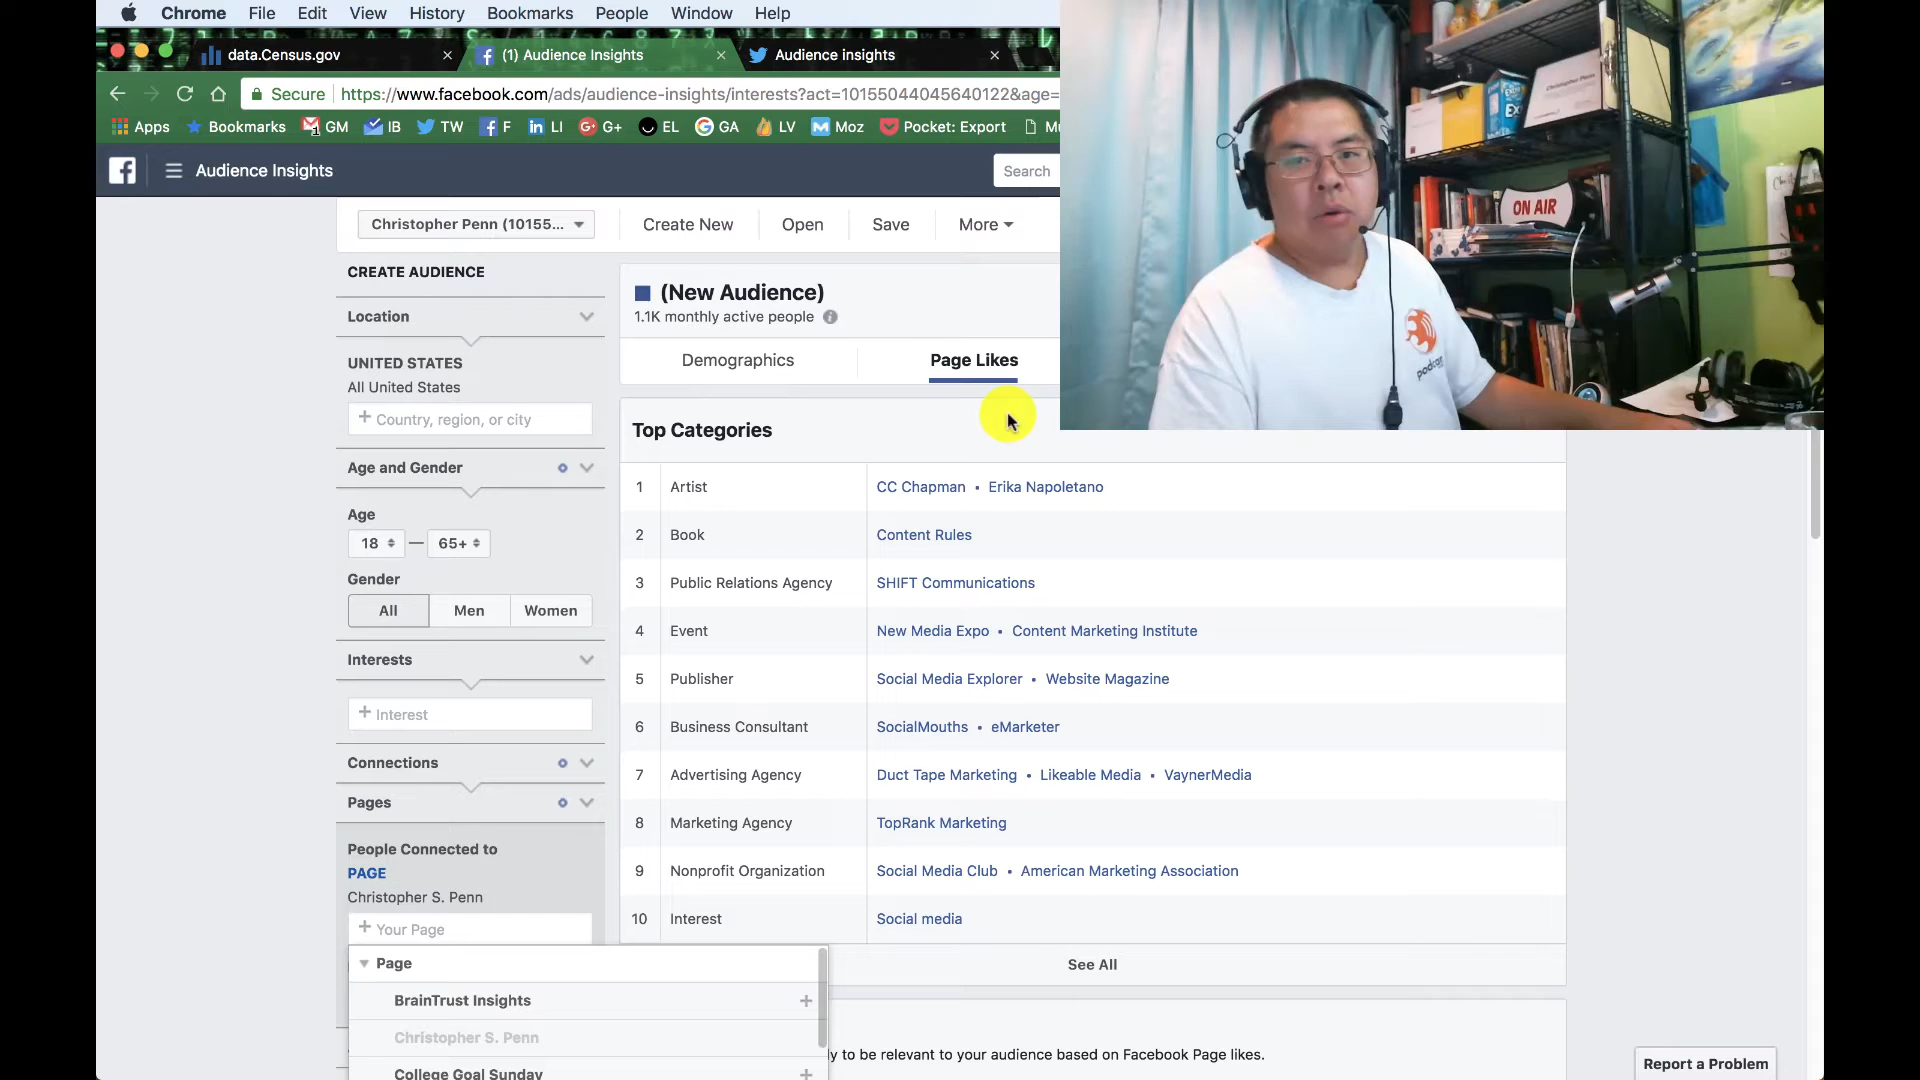 Chrome File Edit View History Bookmarks People Window Help
data.Census.gov (1) Audience Insights Audience insights
Secure https://www.facebook.com/ads/audience-insights/interests?act=10155044045640122&age=
Apps Bookmarks GM IB TW F LI G+ EL GA LV Moz Pocket: Export
Audience Insights
Search
Christopher Penn (10155... Create New Open Save More
CREATE AUDIENCE
Location
UNITED STATES
All United States
+ Country, region, or city
Age and Gender
Age
18 — 65+
Gender
All Men Women
Interests
+ Interest
Connections
Pages
People Connected to
PAGE
Christopher S. Penn
+ Your Page
Page
BrainTrust Insights +
Christopher S. Penn
College Goal Sunday +
(New Audience)
1.1K monthly active people
Demographics Page Likes
Top Categories
1 Artist CC Chapman • Erika Napoletano
2 Book Content Rules
3 Public Relations Agency SHIFT Communications
4 Event New Media Expo • Content Marketing Institute
5 Publisher Social Media Explorer • Website Magazine
6 Business Consultant SocialMouths • eMarketer
7 Advertising Agency Duct Tape Marketing • Likeable Media • VaynerMedia
8 Marketing Agency TopRank Marketing
9 Nonprofit Organization Social Media Club • American Marketing Association
10 Interest Social media
See All
to be relevant to your audience based on Facebook Page likes.
Report a Problem
ON AIR
Christopher Penn